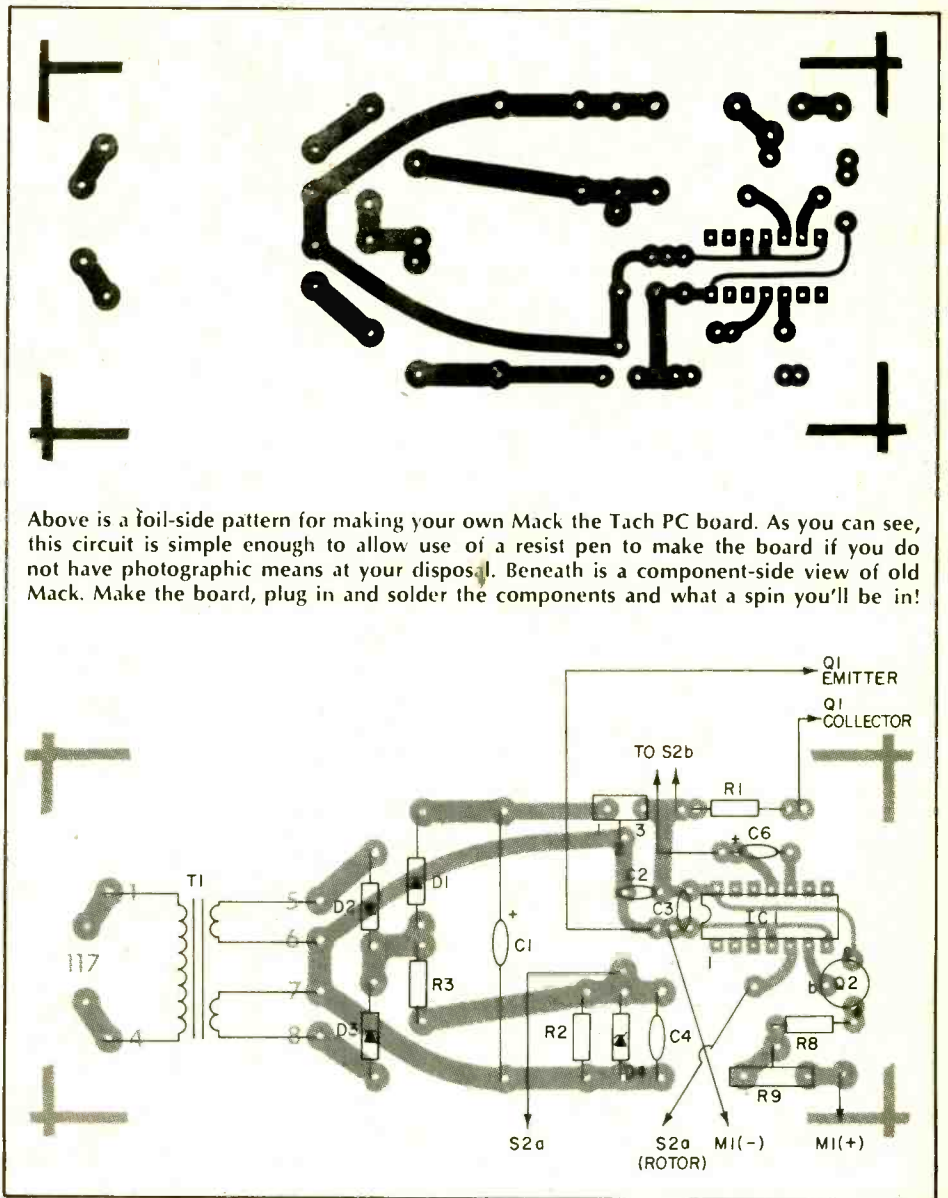 Above is a foil-side pattern for making your own Mack the Tach PC board. As you can see,
this circuit is simple enough to allow use of a resist pen to make the board if you do
not have photographic means at your disposal. Beneath is a component-side view of old
Mack. Make the board, plug in and solder the components and what a spin you'll be in!
Q1
EMITTER
Q1
COLLECTOR
TO S2b
R1
1 3
+ C6
T1
1
5
D2
D1
C2
C3
IC1
+
C1
6
117
1
7
R3
b Q2
4
8
D3
R2
D4
C4
R8
R9
S2a
S2a
(ROTOR)
M1(-)
M1(+)